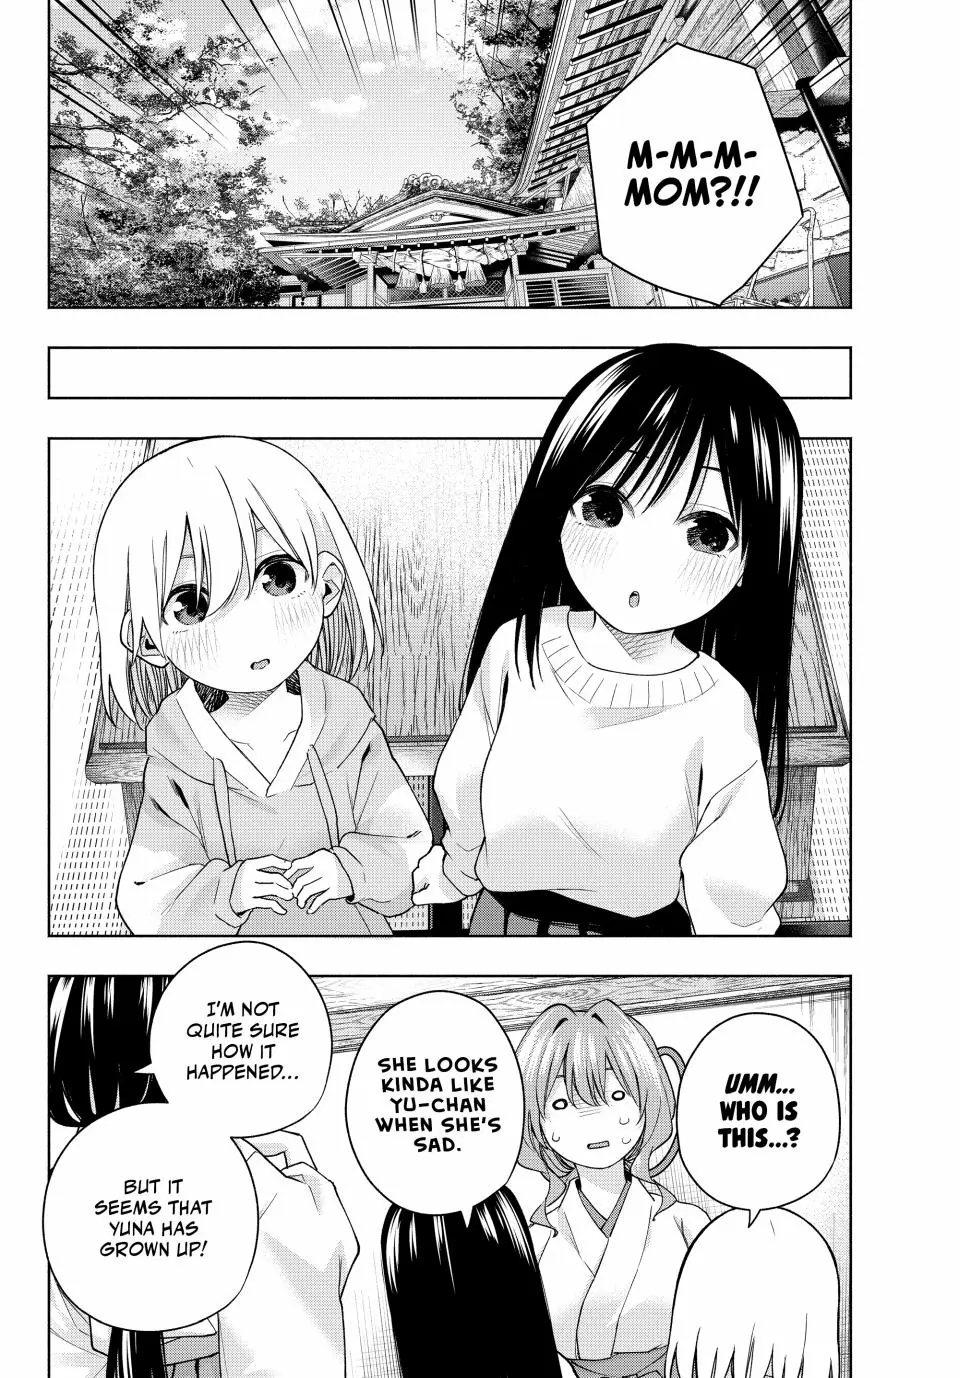 M-M-M-
MOM?!!
UMM...
WHO IS
THIS...?
SHE LOOKS
KINDA LIKE
YU-CHAN
WHEN SHE'S
SAD.
I'M NOT
QUITE SURE
HOW IT
HAPPENED...
BUT IT
SEEMS THAT
YUNA HAS
GROWN UP!